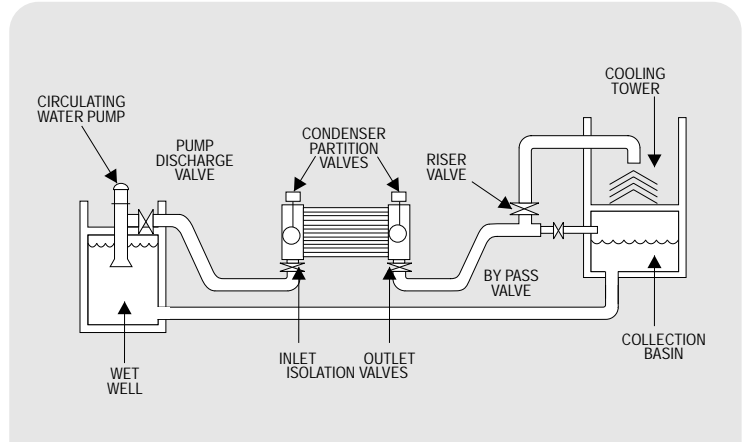 CIRCULATING
WATER PUMP
PUMP
DISCHARGE
VALVE
CONDENSER
PARTITION
VALVES
RISER
VALVE
COOLING
TOWER
BY PASS
VALVE
WET
WELL
INLET OUTLET
ISOLATION VALVES
COLLECTION
BASIN